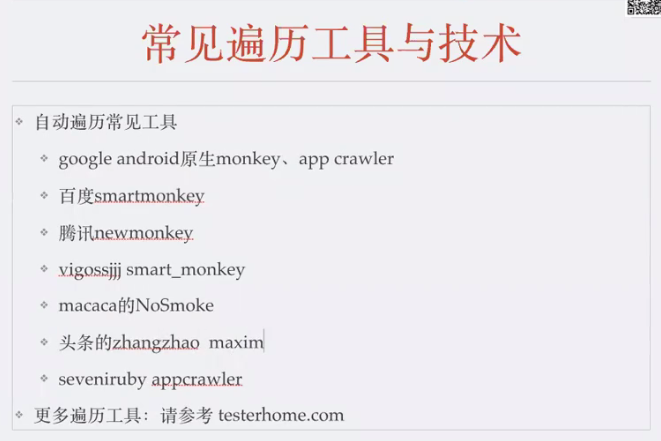 常见遍历工具与技术
自动遍历常见工具
google android原生monkey、app crawler
百度smartmonkey
腾讯newmonkey
vigossjjj smart_monkey
macaca的NoSmoke
头条的zhangzhao maxim
seveniruby appcrawler
更多遍历工具：请参考 testerhome.com